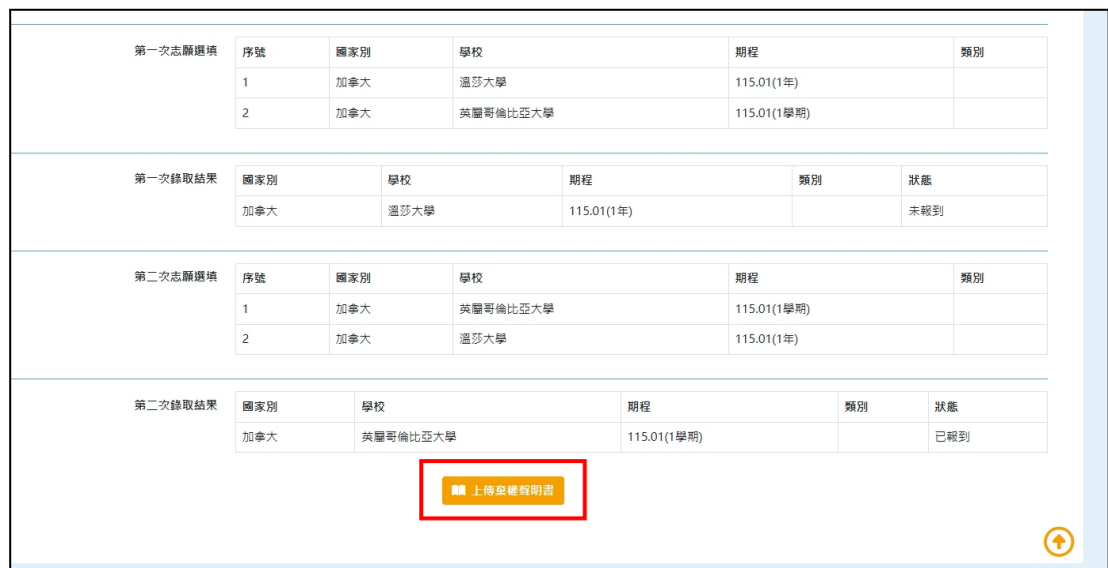 第一次志願選填 序號 國家別 學校 期程 類別
1 加拿大 溫莎大學 115.01(1年)
2 加拿大 英屬哥倫比亞大學 115.01(1學期)
第一次錄取結果 國家別 學校 期程 類別 狀態
加拿大 溫莎大學 115.01(1年) 未報到
第二次志願選填 序號 國家別 學校 期程 類別
1 加拿大 英屬哥倫比亞大學 115.01(1學期)
2 加拿大 溫莎大學 115.01(1年)
第二次錄取結果 國家別 學校 期程 類別 狀態
加拿大 英屬哥倫比亞大學 115.01(1學期) 已報到
上傳棄權聲明書